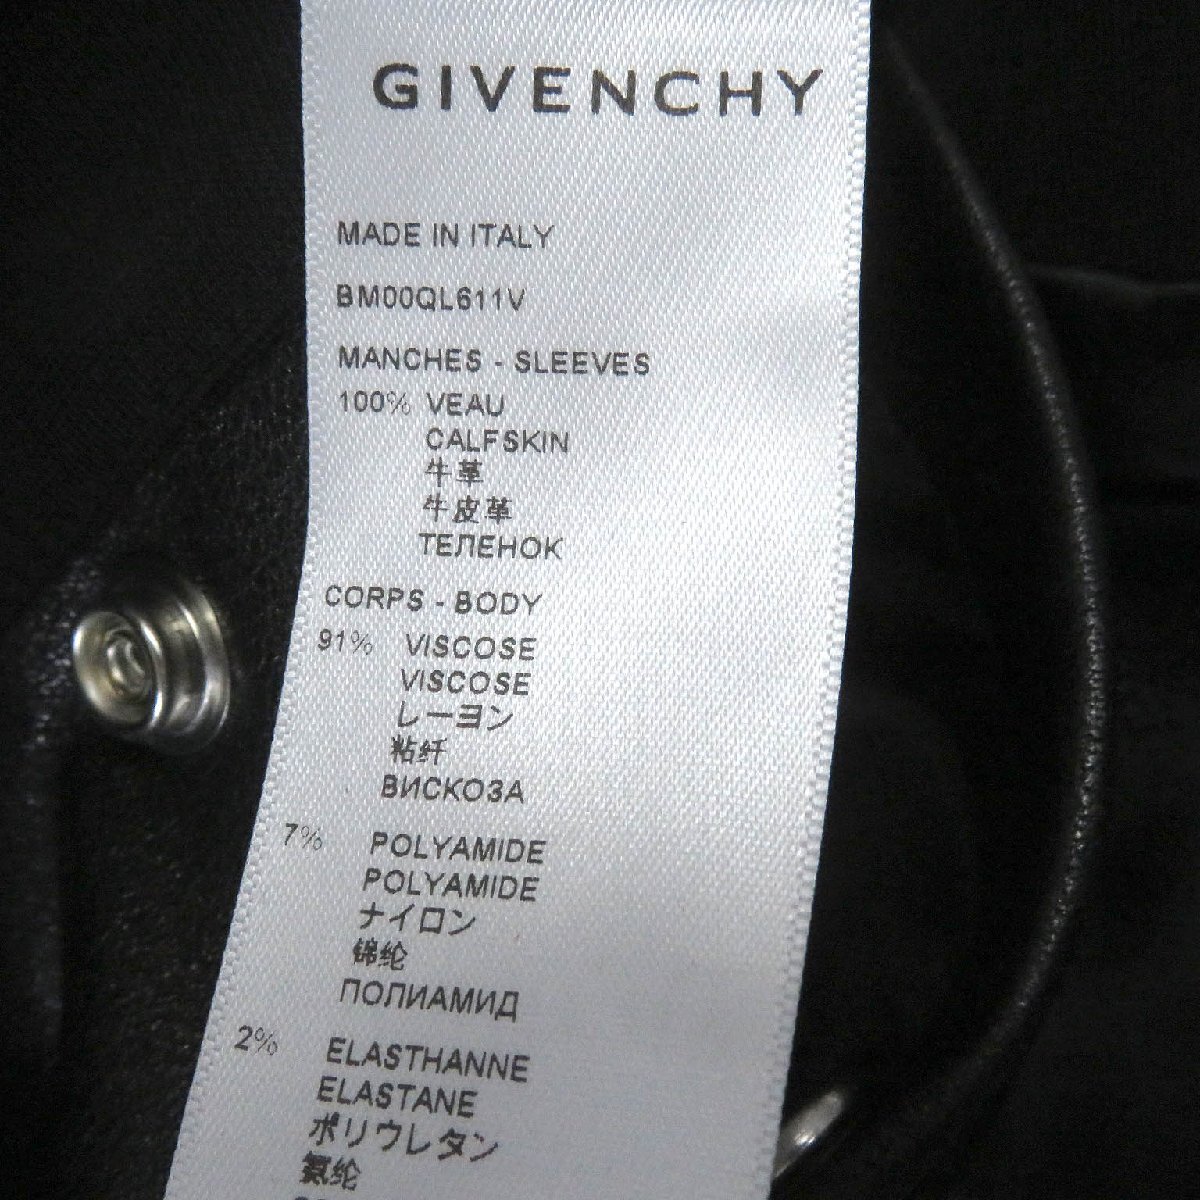 GIVENCHY
MADE IN ITALY
BM00QL611V
MANCHES - SLEEVES
100% VEAU
CALFSKIN
牛革
牛皮革
ТЕЛЕНОК
CORPS - BODY
91% VISCOSE
VISCOSE
レーヨン
粘纤
ВИСКОЗА
7% POLYAMIDE
POLYAMIDE
ナイロン
锦纶
ПОЛИАМИД
2% ELASTHANNE
ELASTANE
ポリウレタン
氨纶